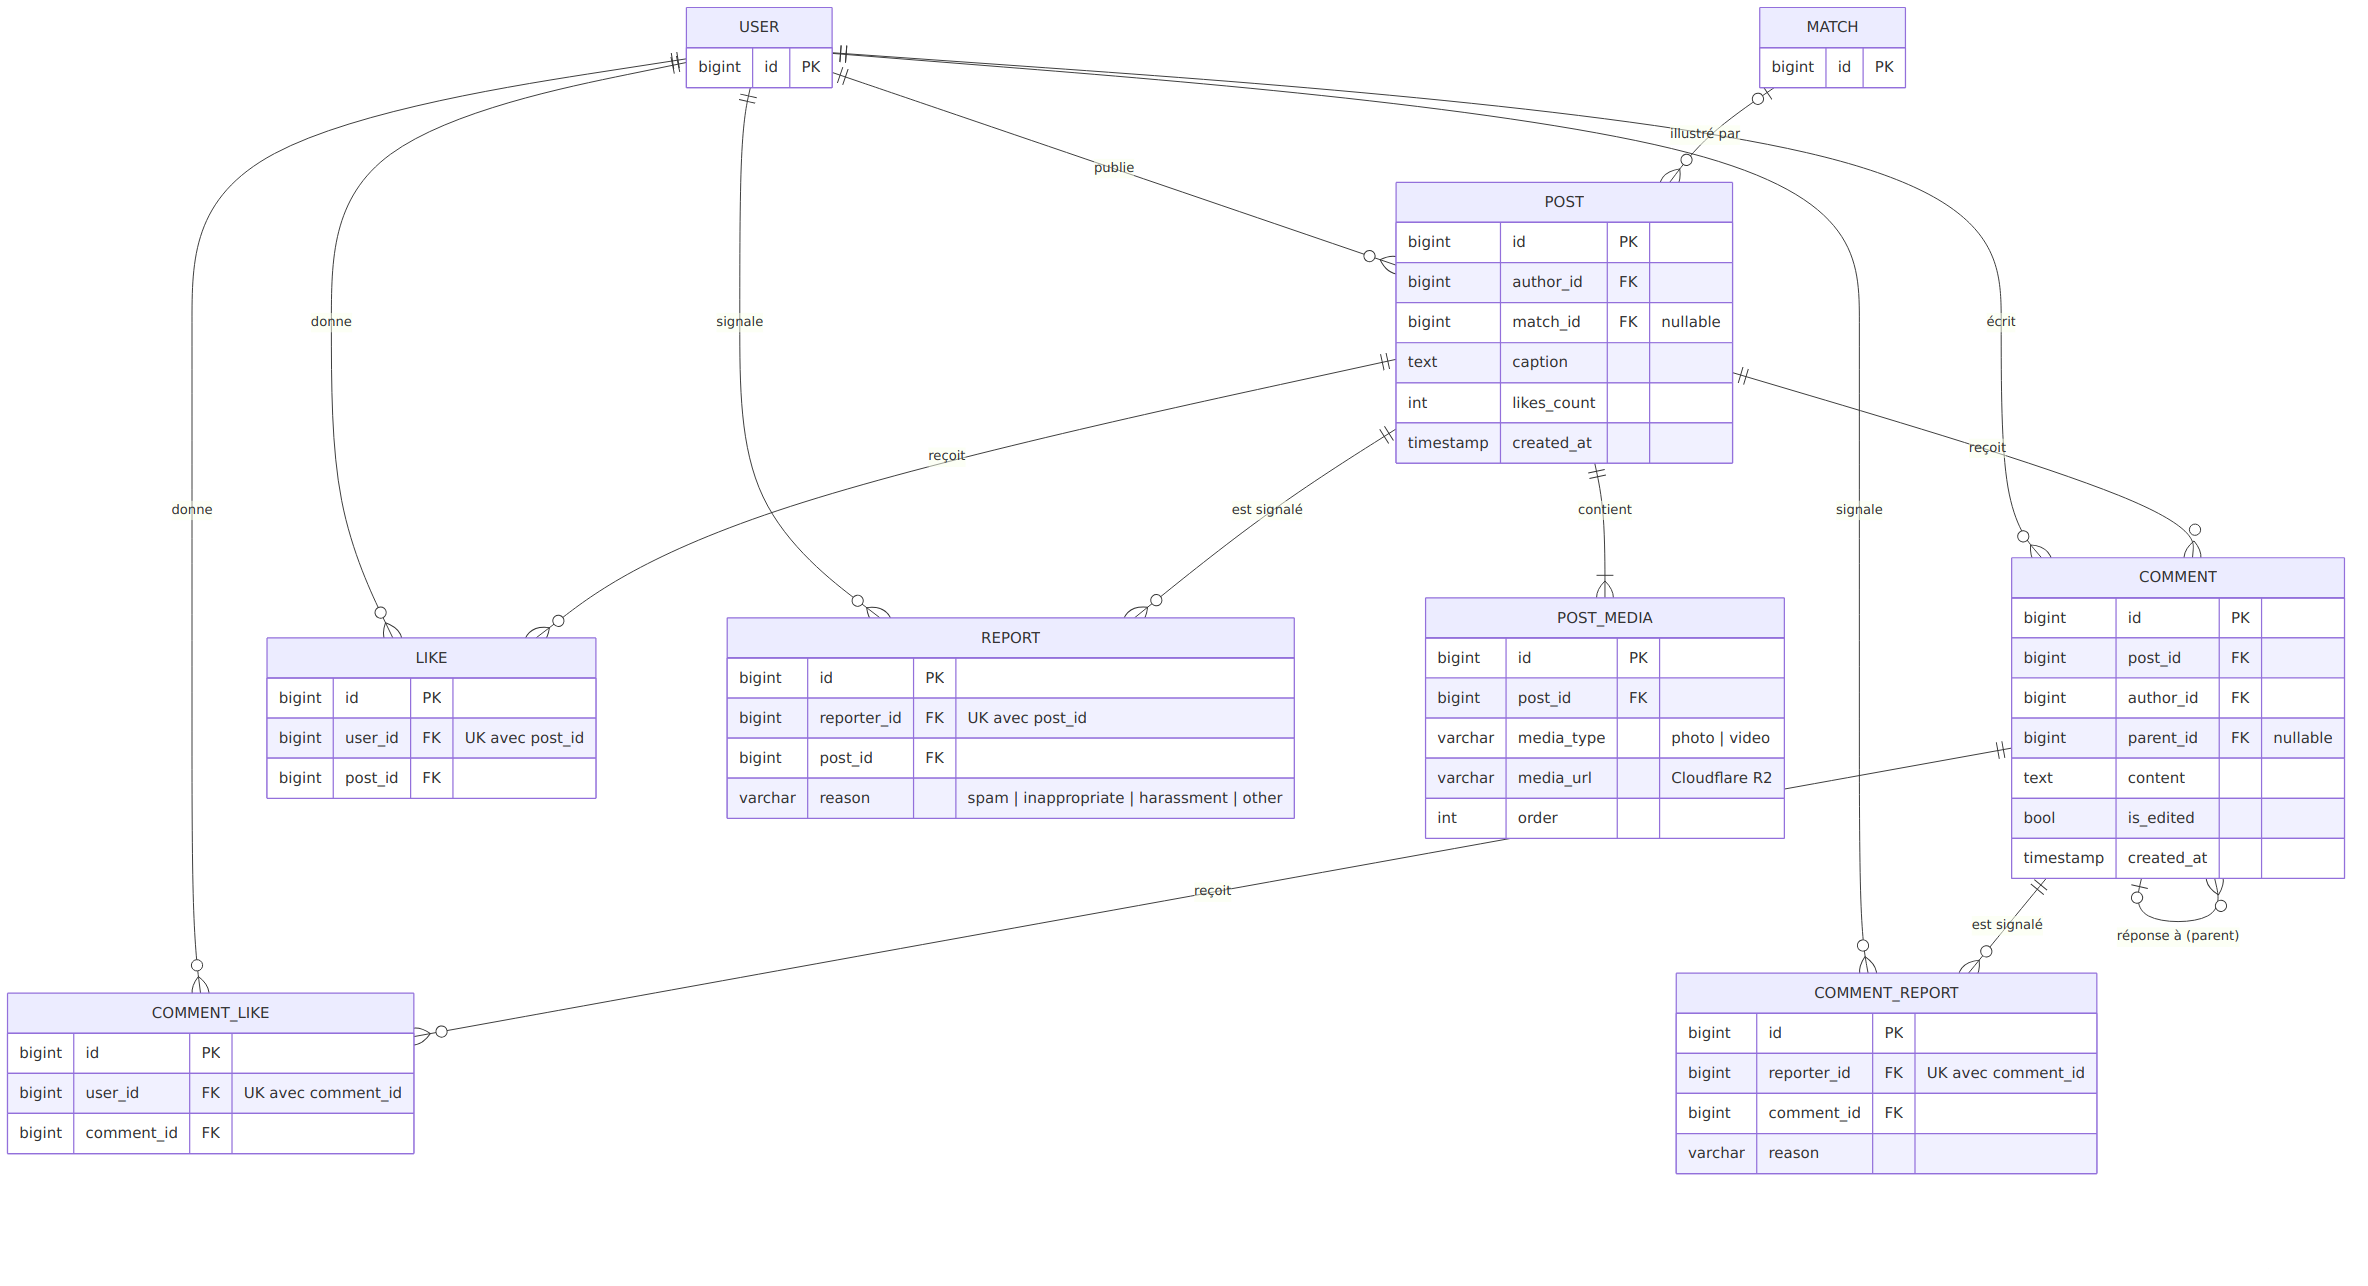 USER
bigint id PK
MATCH
bigint id PK
illustré par
publie
POST
bigint id PK
bigint author_id FK
bigint match_id FK nullable
text caption
int likes_count
timestamp created_at
donne
signale
écrit
reçoit
reçoit
donne
est signalé
contient
signale
LIKE
bigint id PK
bigint user_id FK UK avec post_id
bigint post_id FK
REPORT
bigint id PK
bigint reporter_id FK UK avec post_id
bigint post_id FK
varchar reason spam | inappropriate | harassment | other
POST_MEDIA
bigint id PK
bigint post_id FK
varchar media_type photo | video
varchar media_url Cloudflare R2
int order
COMMENT
bigint id PK
bigint post_id FK
bigint author_id FK
bigint parent_id FK nullable
text content
bool is_edited
timestamp created_at
reçoit
est signalé
réponse à (parent)
COMMENT_LIKE
bigint id PK
bigint user_id FK UK avec comment_id
bigint comment_id FK
COMMENT_REPORT
bigint id PK
bigint reporter_id FK UK avec comment_id
bigint comment_id FK
varchar reason